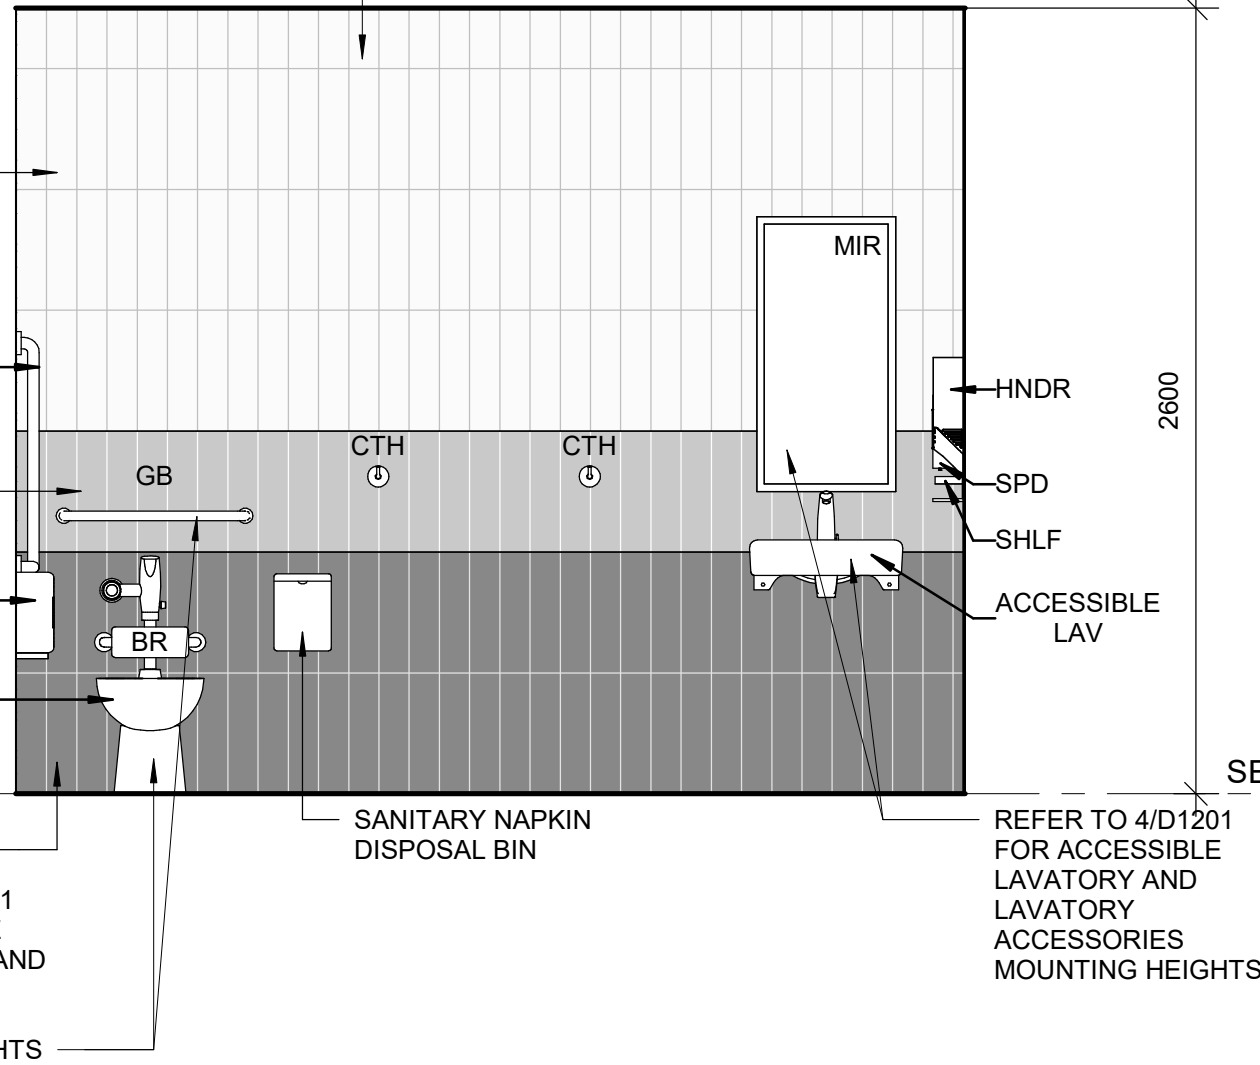 MIR
HNDR
2600
CTH
CTH
GB
SPD
SHLF
ACCESSIBLE
LAV
BR
SANITARY NAPKIN
DISPOSAL BIN
REFER TO 4/D1201
FOR ACCESSIBLE
LAVATORY AND
LAVATORY
ACCESSORIES
MOUNTING HEIGHTS
1
AND
HTS
SE